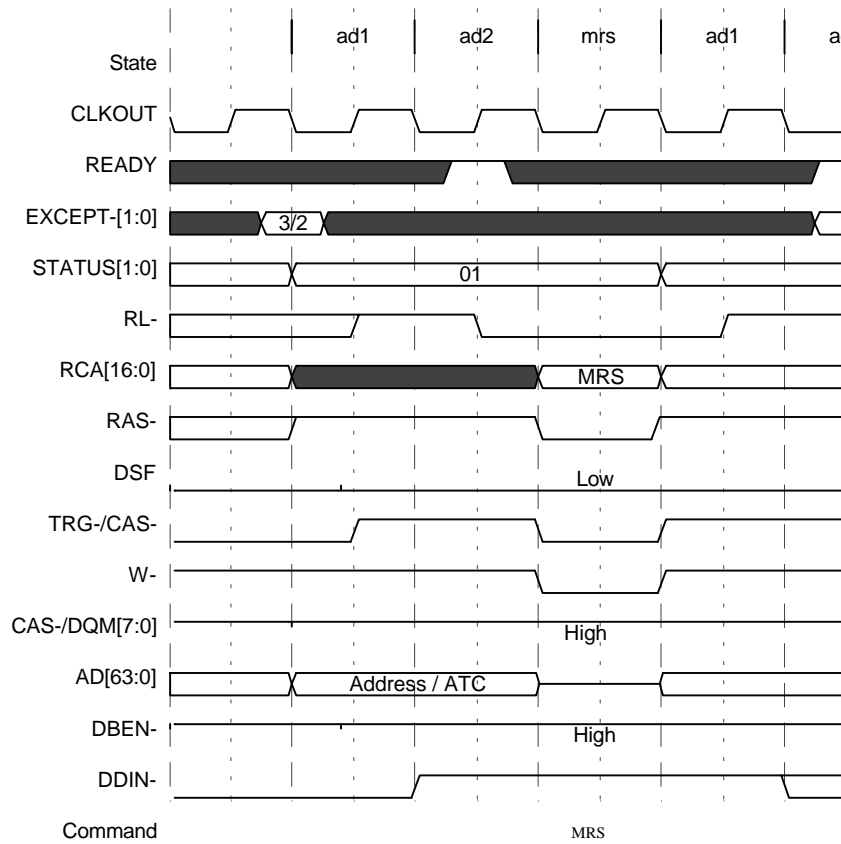 ad1 ad2 mrs ad1 a
State
CLKOUT
READY
EXCEPT-[1:0] 3/2
STATUS[1:0] 01
RL-
RCA[16:0] MRS
RAS-
DSF Low
TRG-/CAS-
W-
CAS-/DQM[7:0] High
AD[63:0] Address / ATC
DBEN- High
DDIN-
Command MRS